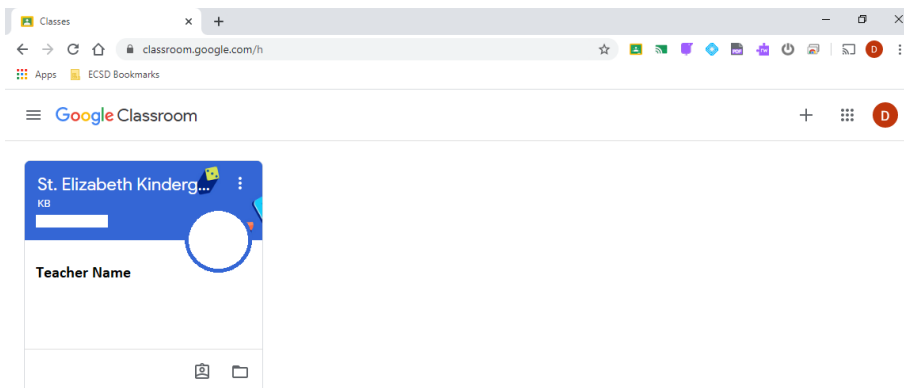 Classes
classroom.google.com/h
D
Apps ECSD Bookmarks
Google Classroom
D
St. Elizabeth Kinderg...
KB
Teacher Name